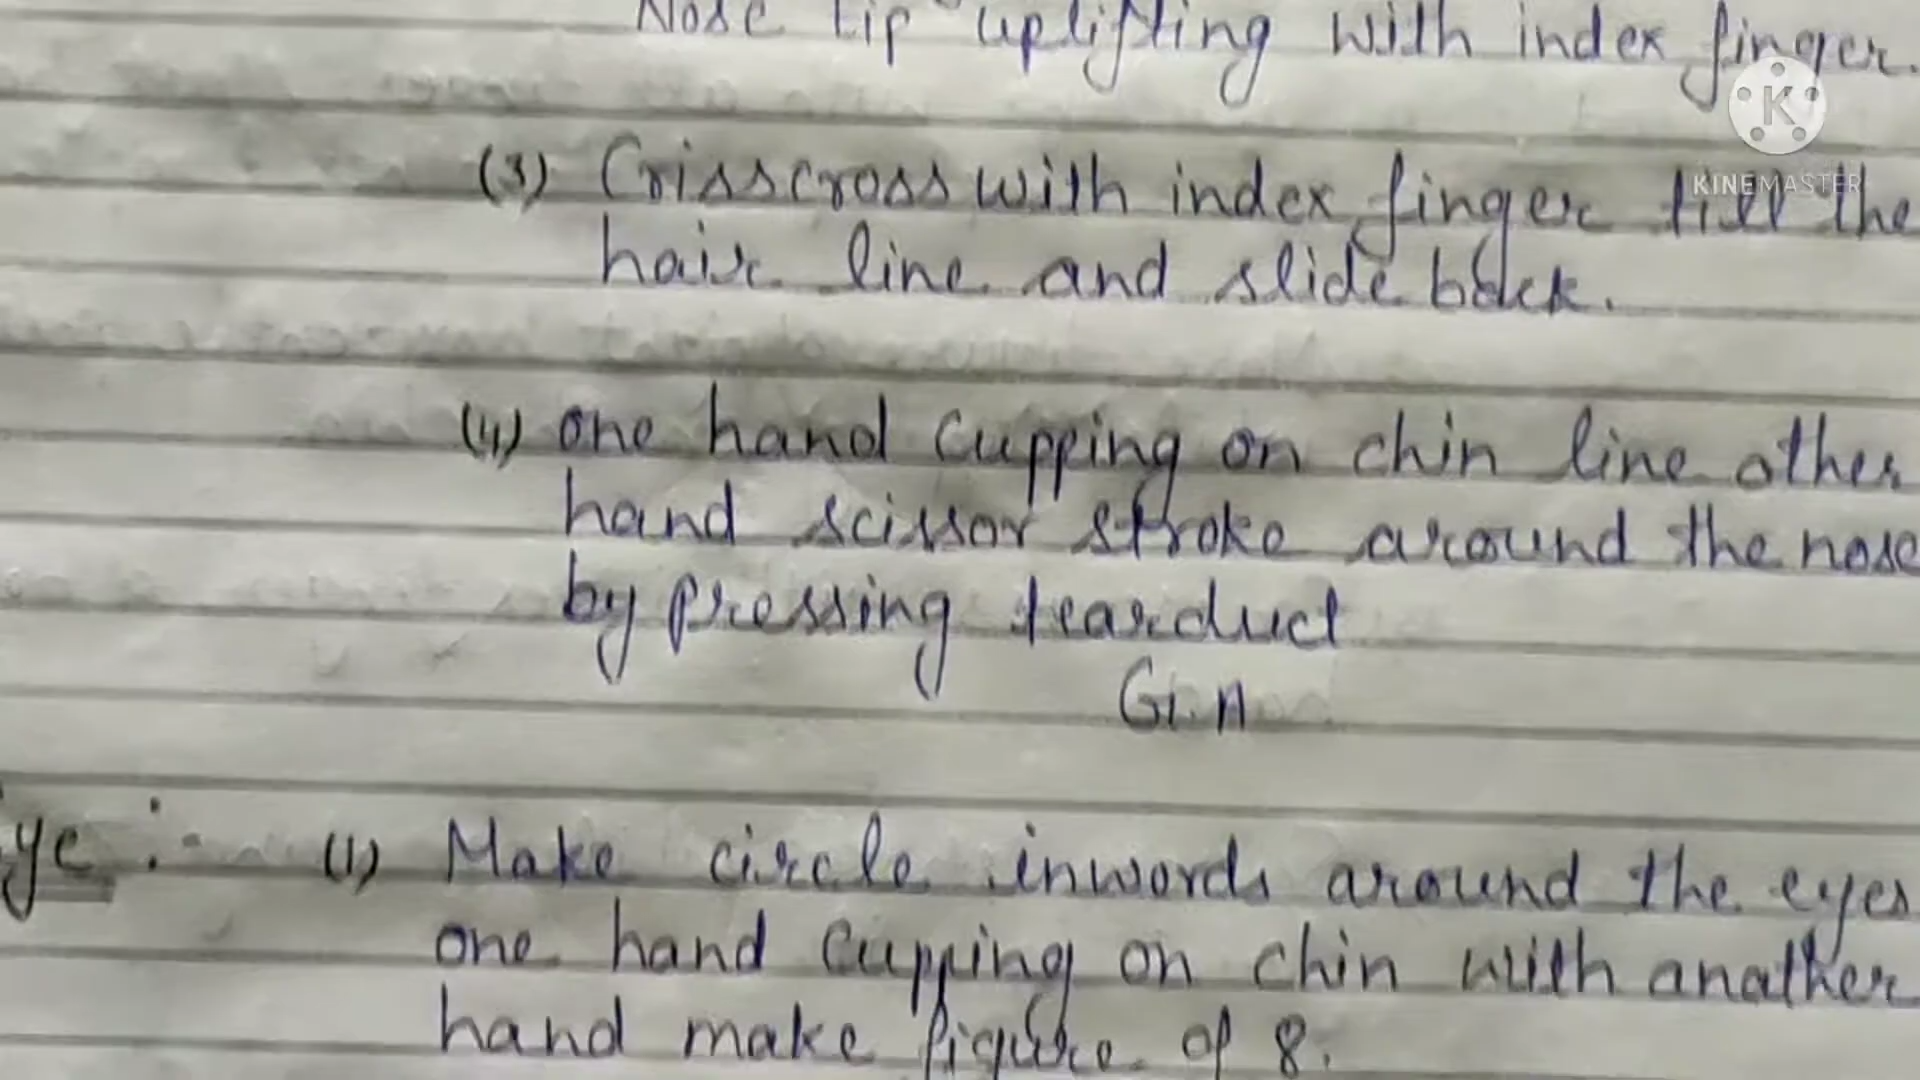 Nose tip uplifting with index finger.
(3) Crisscross with index finger till the
hair line and slide back.
(4) one hand cupping on chin line other
hand scissor stroke around the nose
by pressing tearduct
G.A
ye :- (1) Make circle inwords around the eyes
one hand cupping on chin with anather
hand make figure of 8.
K
KINEMASTER